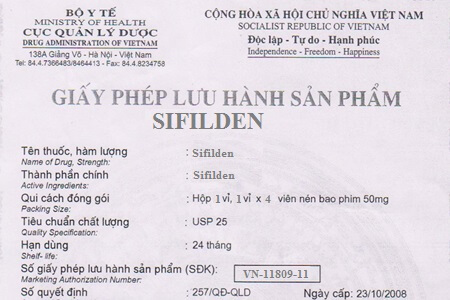 BỘ Y TẾ
MINISTRY OF HEALTH
CỤC QUẢN LÝ DƯỢC
DRUG ADMINISTRATION OF VIETNAM
138A Giảng Võ - Hà Nội - Việt Nam
Tel: 84.4.7366483/8464413 - Fax: 84.4.8234758
CỘNG HÒA XÃ HỘI CHỦ NGHĨA VIỆT NAM
SOCIALIST REPUBLIC OF VIETNAM
Độc lập - Tự do - Hạnh phúc
Independence - Freedom - Happiness
GIẤY PHÉP LƯU HÀNH SẢN PHẨM
SIFILDEN
Tên thuốc, hàm lượng : Sifilden
Name of Drug, Strength:
Thành phần chính : Sifilden
Active Ingredients:
Qui cách đóng gói : Hộp 1 vỉ, 1 vỉ x 4 viên nén bao phim 50mg
Packing Size:
Tiêu chuẩn chất lượng : USP 25
Quality Specification:
Hạn dùng : 24 tháng
Shelf- life:
Số giấy phép lưu hành sản phẩm (SĐK) : VN-11809-11
Marketing Authorization Number:
Số quyết định : 257/QĐ-QLD Ngày cấp: 23/10/2008